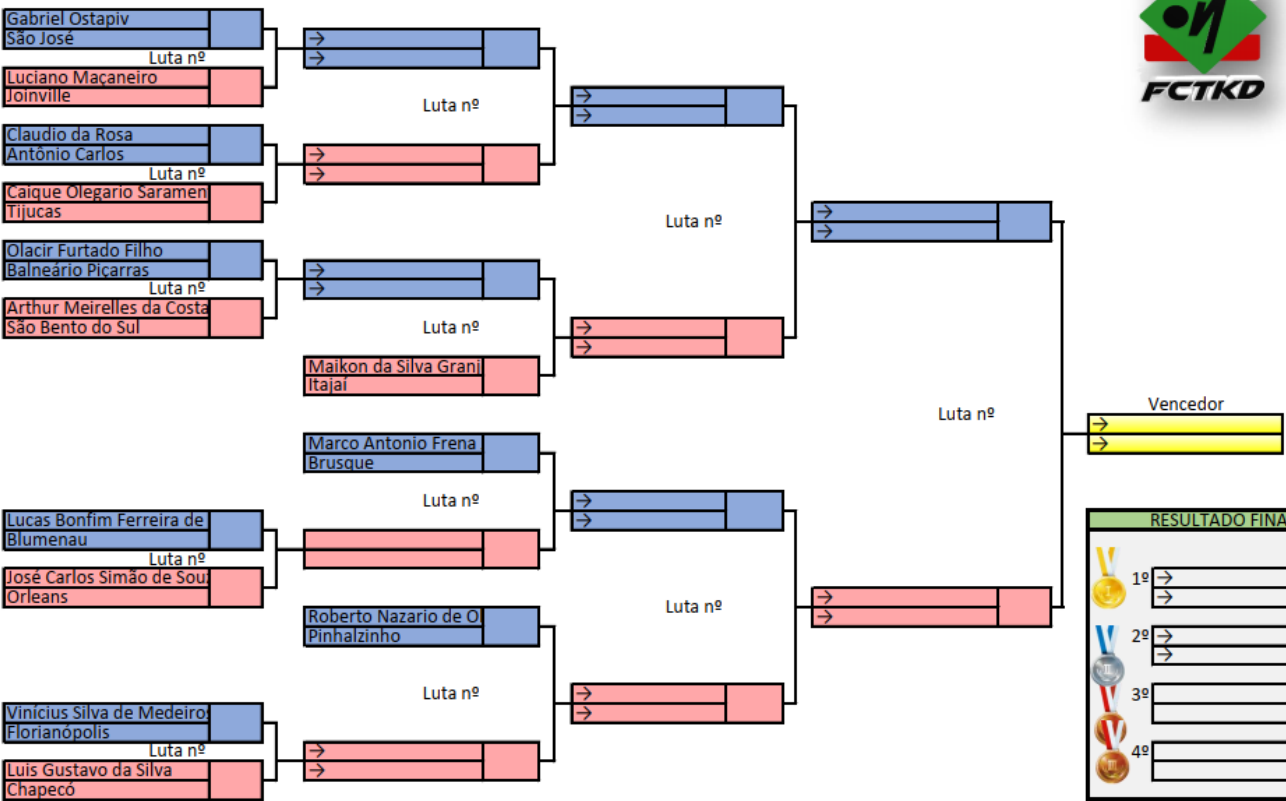 Gabriel Ostapiv
São José
Luta nº
Luciano Maçaneiro
Joinville
Claudio da Rosa
Antônio Carlos
Luta nº
Caique Olegario Saramen
Tijucas
Olacir Furtado Filho
Balneário Piçarras
Luta nº
Arthur Meirelles da Costa
São Bento do Sul
Lucas Bonfim Ferreira de
Blumenau
Luta nº
José Carlos Simão de Sou
Orleans
Vinícius Silva de Medeiros
Florianópolis
Luta nº
Luis Gustavo da Silva
Chapecó
→
→
Luta nº
→
→
→
→
Luta nº
Maikon da Silva Granj
Itajaí
Marco Antonio Frena
Brusque
Luta nº
Roberto Nazario de Ol
Pinhalzinho
Luta nº
→
→
→
→
Luta nº
→
→
→
→
Luta nº
→
→
→
→
Luta nº
→
→
FCTKD
Vencedor
→
→
RESULTADO FINA
1º →
→
2º →
→
3º
4º